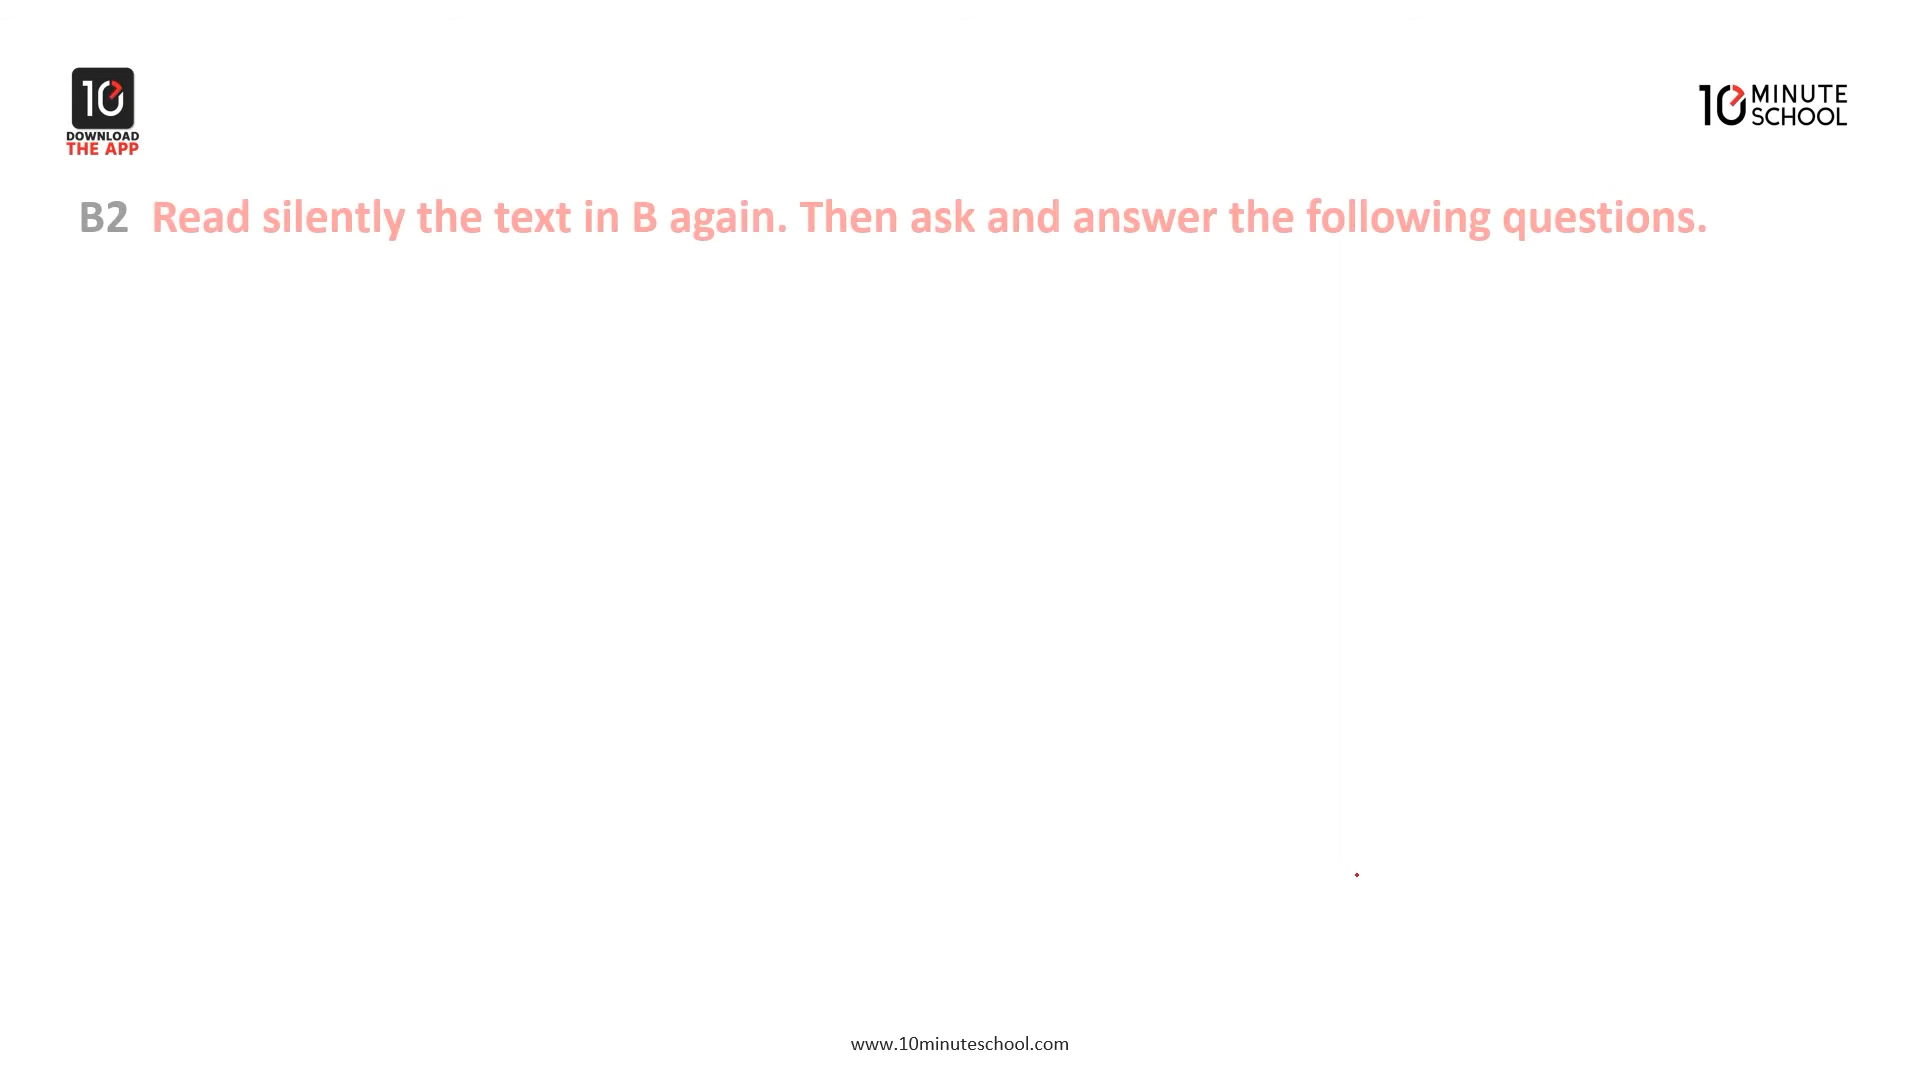 10
DOWNLOAD
THE APP
10 MINUTE
SCHOOL
B2 Read silently the text in B again. Then ask and answer the following questions.
www.10minuteschool.com